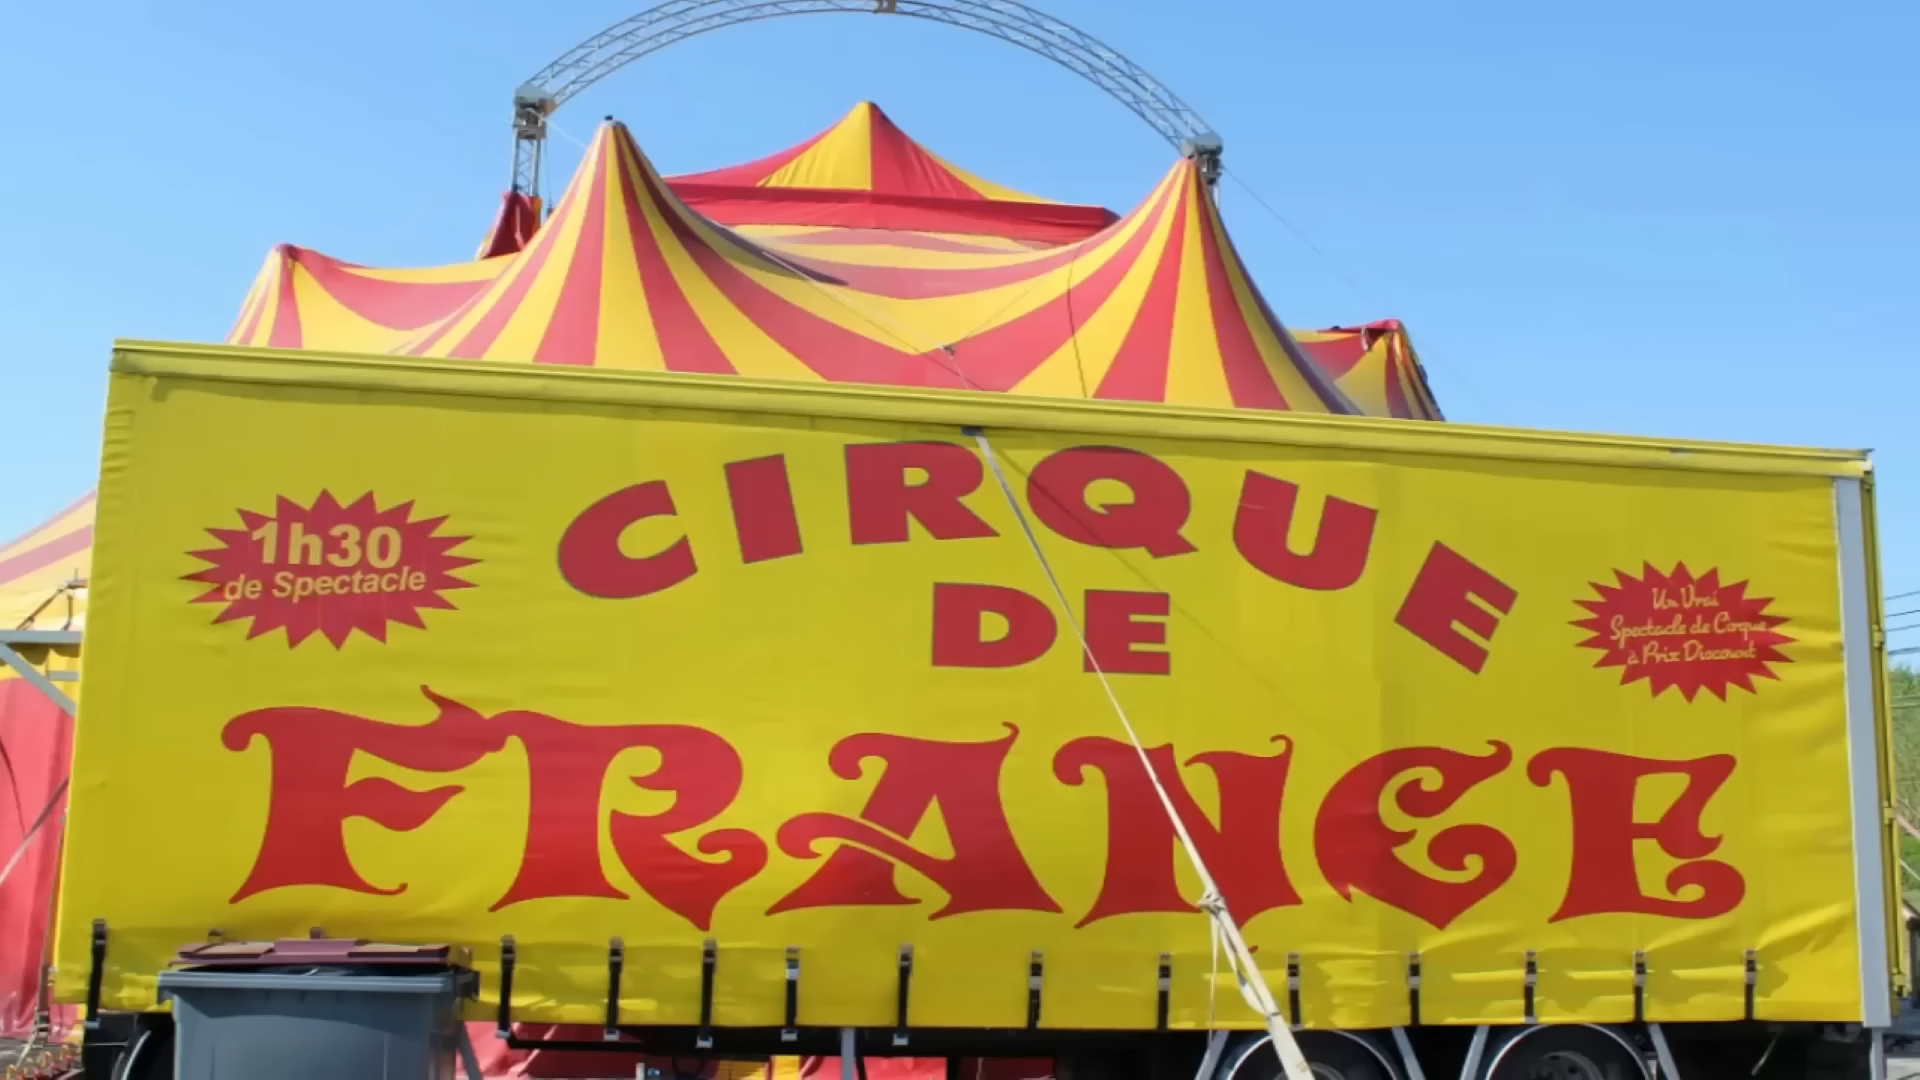 CIRQUE
DE
FRANCE
1h30
de Spectacle
Un Vrai
Spectacle de Cirque
à Prix Discount